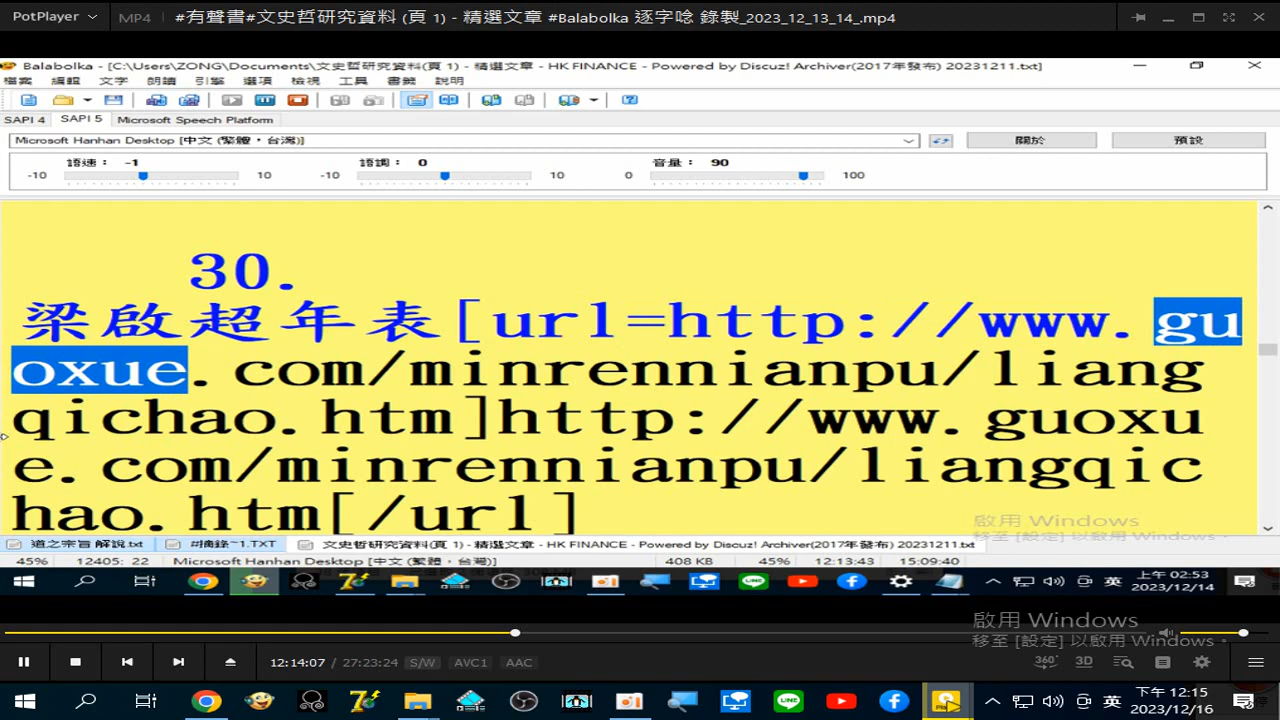 PotPlayer
MP4
#有聲書#文史哲研究資料 (頁 1) - 精選文章 #Balabolka 逐字唸 錄製_2023_12_13_14_.mp4
Balabolka - [C:\Users\ZONG\Documents\文史哲研究資料(頁 1) - 精選文章 - HK FINANCE - Powered by Discuz! Archiver(2017年發布) 20231211.txt]
檔案 編輯 文字 朗讀 引擎 選項 檢視 工具 書籤 說明
SAPI 4 SAPI 5 Microsoft Speech Platform
Microsoft Hanhan Desktop [中文 (繁體，台灣)]
關於 預設
語速： -1 語調： 0 音量： 90
-10 10 -10 10 0 100
30.
梁啟超年表[url=http://www.gu
oxue.com/minrennianpu/liang
qichao.htm]http://www.guoxu
e.com/minrennianpu/liangqic
hao.htm[/url]
啟用 Windows
移至 [設定] 以啟用 Windows。
道之宗旨 解說.txt #摘錄~1.TXT 文史哲研究資料(頁 1) - 精選文章 - HK FINANCE - Powered by Discuz! Archiver(2017年發布) 20231211.txt
45% 12405: 22 Microsoft Hanhan Desktop [中文 (繁體，台灣)] 408 KB 45% 12:13:43 15:09:40
英 上午 02:53
2023/12/14
啟用 Windows
移至 [設定] 以啟用 Windows。
12:14:07 / 27:23:24 S/W AVC1 AAC
360° 3D
英 下午 12:15
2023/12/16